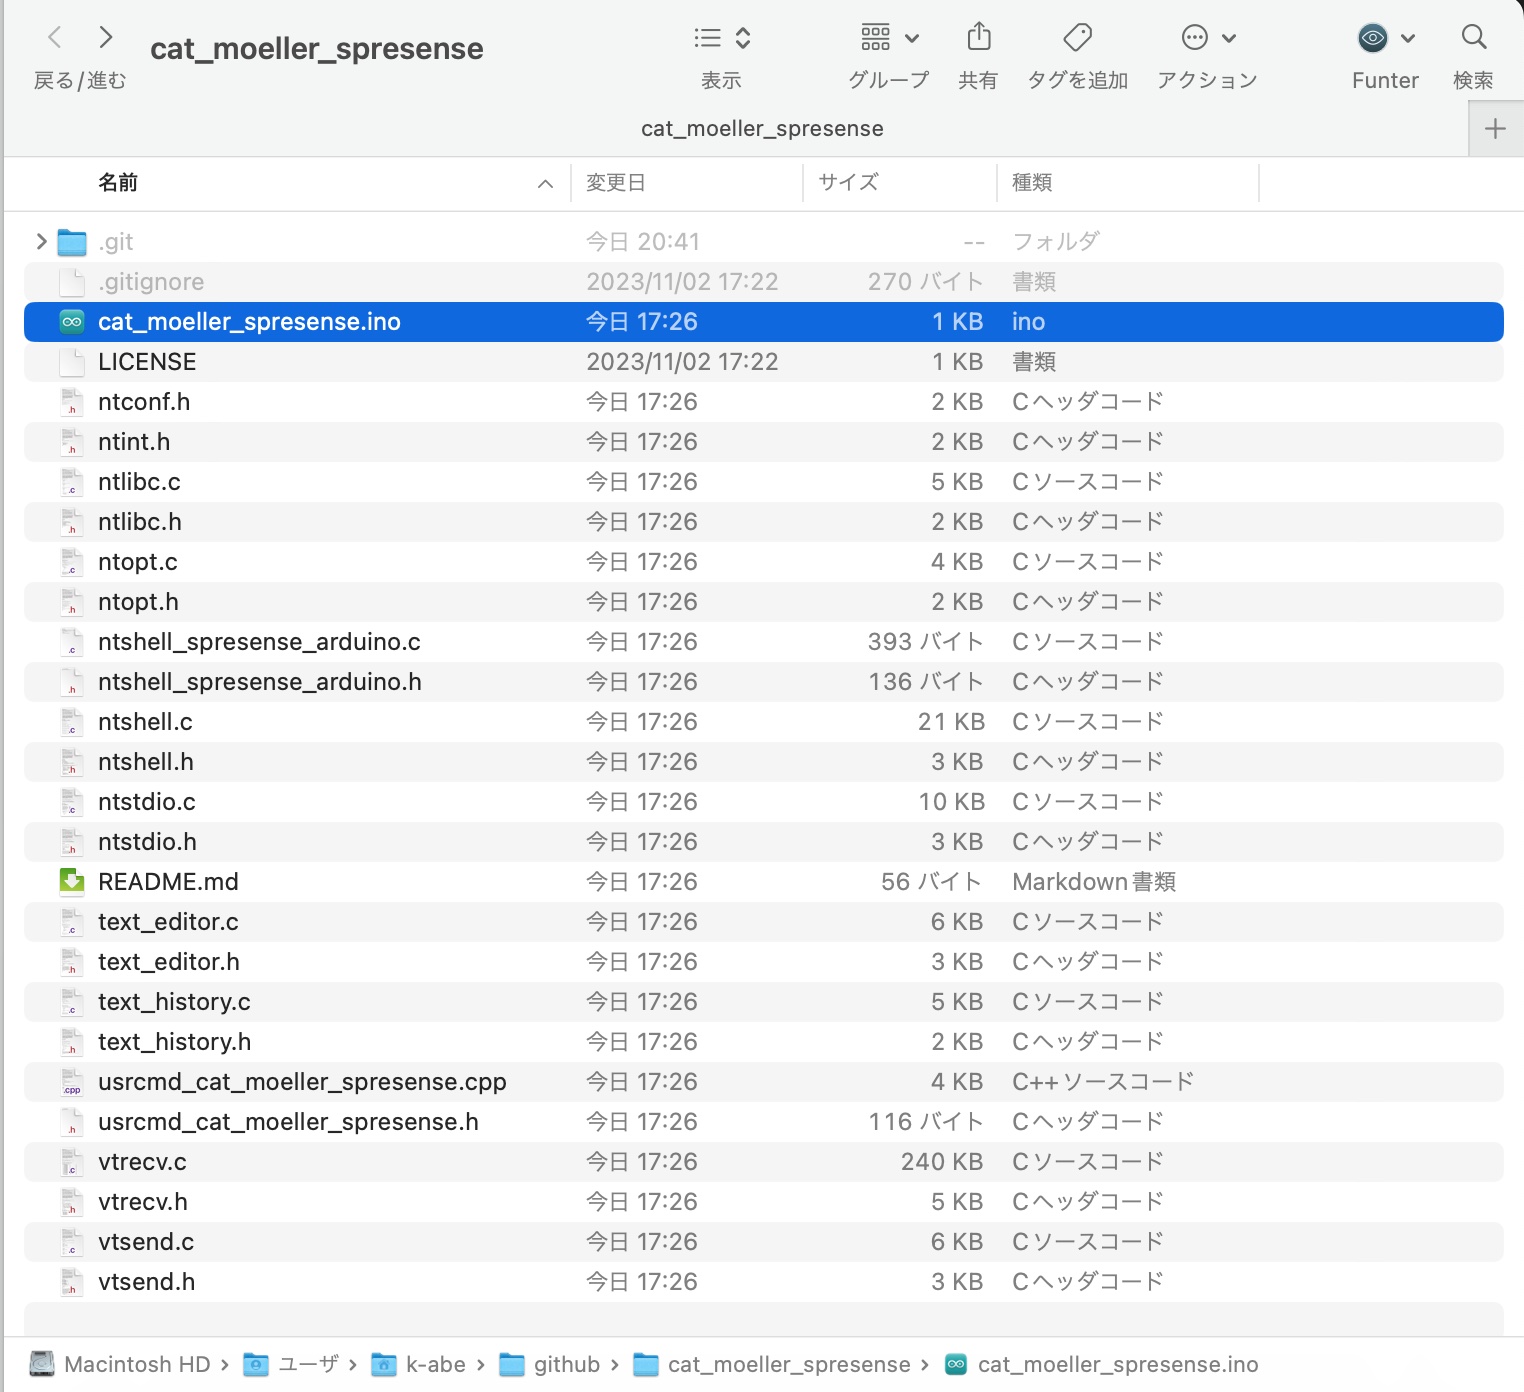 cat_moeller_spresense
戻る/進む
表示
グループ
共有
タグを追加
アクション
Funter
検索
cat_moeller_spresense
名前 変更日 サイズ 種類
.git 今日 20:41 -- フォルダ
.gitignore 2023/11/02 17:22 270 バイト 書類
cat_moeller_spresense.ino 今日 17:26 1 KB ino
LICENSE 2023/11/02 17:22 1 KB 書類
ntconf.h 今日 17:26 2 KB Cヘッダコード
ntint.h 今日 17:26 2 KB Cヘッダコード
ntlibc.c 今日 17:26 5 KB Cソースコード
ntlibc.h 今日 17:26 2 KB Cヘッダコード
ntopt.c 今日 17:26 4 KB Cソースコード
ntopt.h 今日 17:26 2 KB Cヘッダコード
ntshell_spresense_arduino.c 今日 17:26 393 バイト Cソースコード
ntshell_spresense_arduino.h 今日 17:26 136 バイト Cヘッダコード
ntshell.c 今日 17:26 21 KB Cソースコード
ntshell.h 今日 17:26 3 KB Cヘッダコード
ntstdio.c 今日 17:26 10 KB Cソースコード
ntstdio.h 今日 17:26 3 KB Cヘッダコード
README.md 今日 17:26 56 バイト Markdown書類
text_editor.c 今日 17:26 6 KB Cソースコード
text_editor.h 今日 17:26 3 KB Cヘッダコード
text_history.c 今日 17:26 5 KB Cソースコード
text_history.h 今日 17:26 2 KB Cヘッダコード
usrcmd_cat_moeller_spresense.cpp 今日 17:26 4 KB C++ソースコード
usrcmd_cat_moeller_spresense.h 今日 17:26 116 バイト Cヘッダコード
vtrecv.c 今日 17:26 240 KB Cソースコード
vtrecv.h 今日 17:26 5 KB Cヘッダコード
vtsend.c 今日 17:26 6 KB Cソースコード
vtsend.h 今日 17:26 3 KB Cヘッダコード
Macintosh HD › ユーザ › k-abe › github › cat_moeller_spresense › cat_moeller_spresense.ino